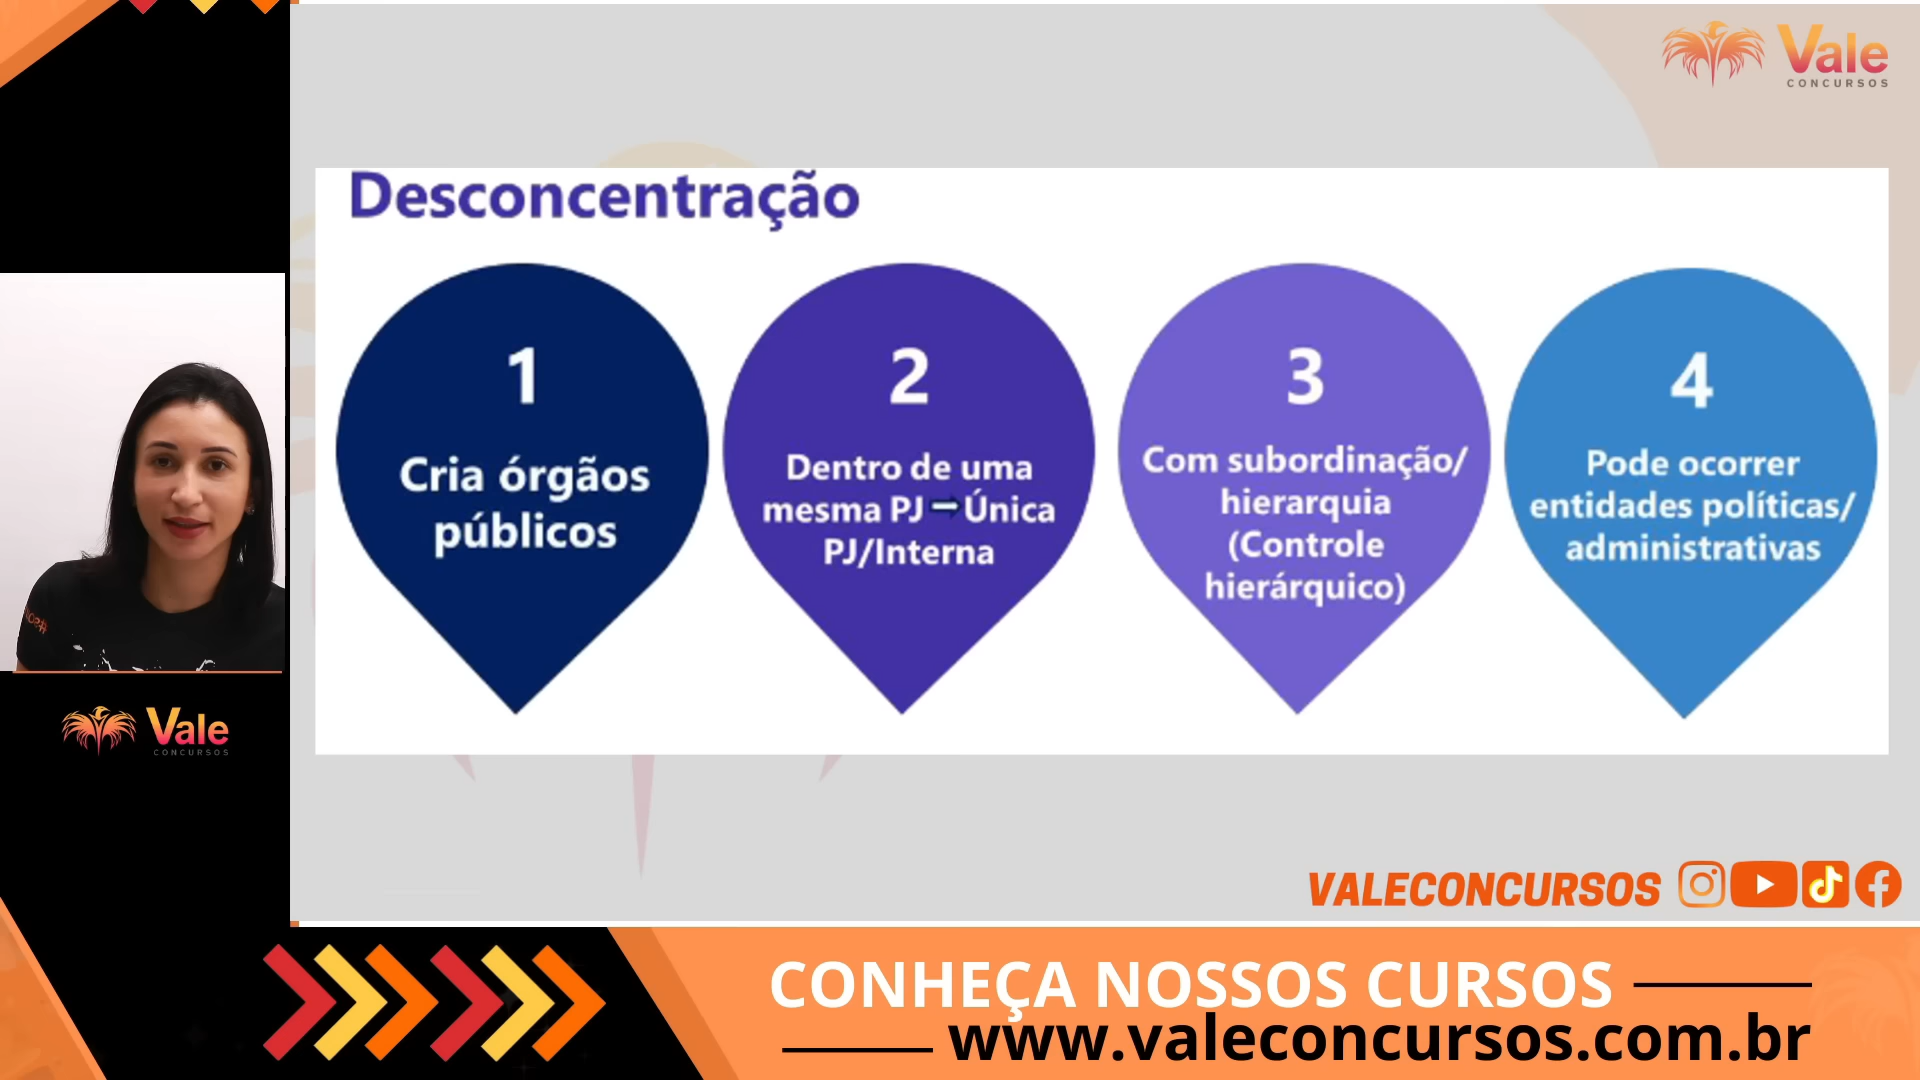 Vale
CONCURSOS
Desconcentração
1
Cria órgãos
públicos
2
Dentro de uma
mesma PJ➡Única
PJ/Interna
3
Com subordinação/
hierarquia
(Controle
hierárquico)
4
Pode ocorrer
entidades políticas/
administrativas
Vale
CONCURSOS
VALECONCURSOS
CONHEÇA NOSSOS CURSOS
www.valeconcursos.com.br